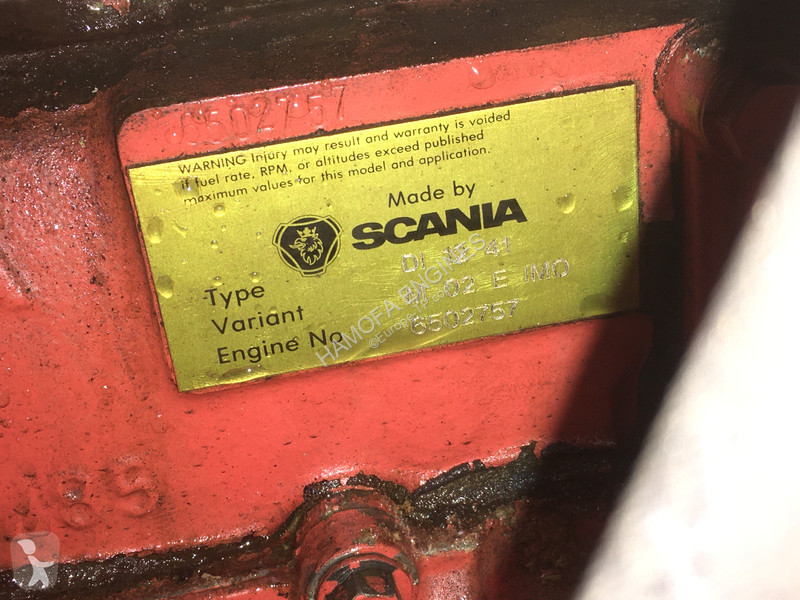 6502757
WARNING Injury may result and warranty is voided
if fuel rate, RPM, or altitudes exceed published
maximum values for this model and application.
Made by
SCANIA
Type DI 12 41
Variant 02 E IMO
Engine No. 6502757
HAMOFA ENGINES